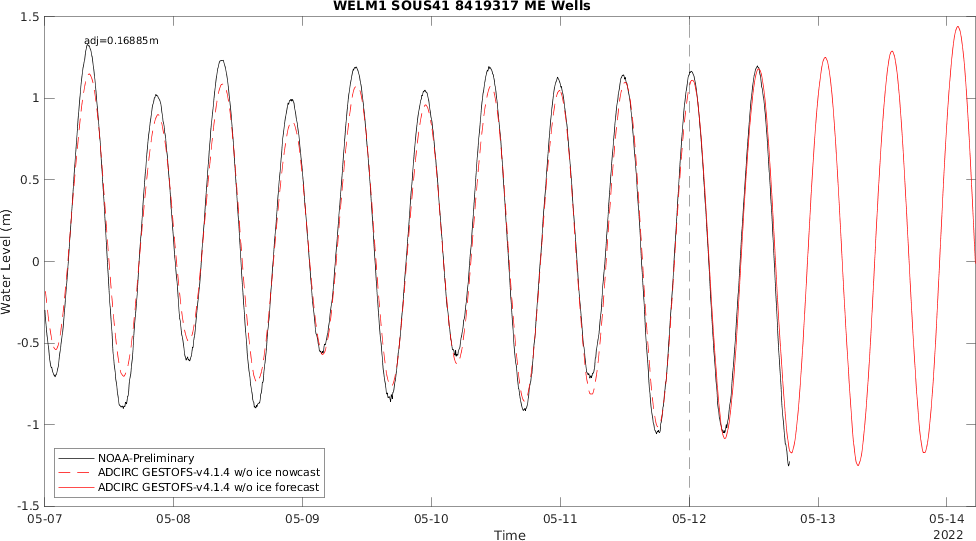 WELM1 SOUS41 8419317 ME Wells
adj=0.16885m
1.5
1
0.5
0
-0.5
-1
-1.5
Water Level (m)
NOAA-Preliminary
ADCIRC GESTOFS-v4.1.4 w/o ice nowcast
ADCIRC GESTOFS-v4.1.4 w/o ice forecast
05-07 05-08 05-09 05-10 05-11 05-12 05-13 05-14
Time
2022